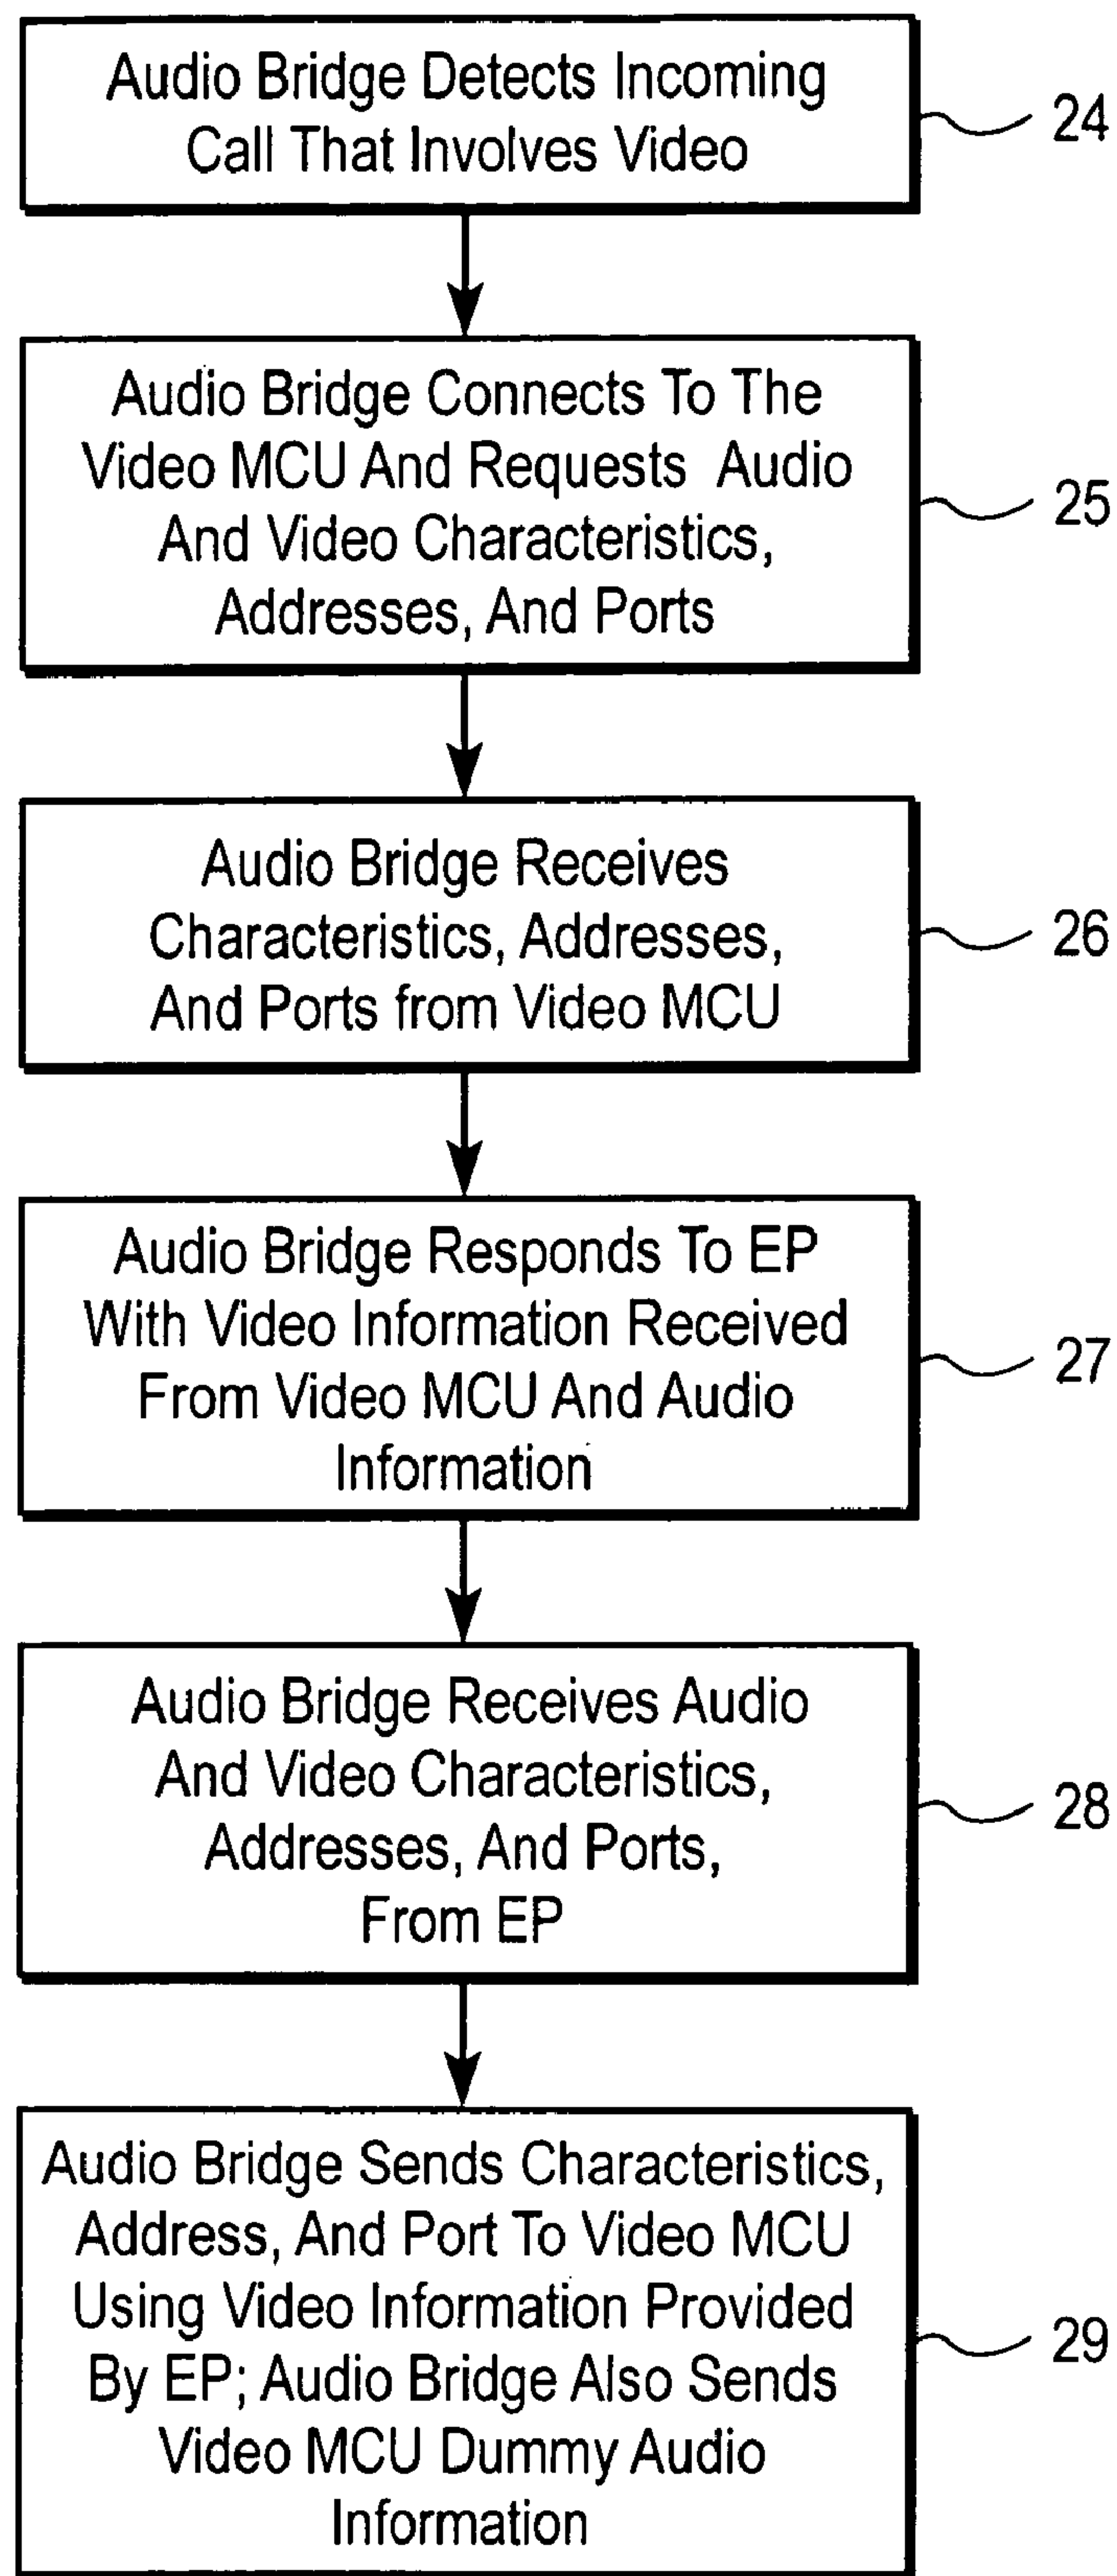 Audio Bridge Detects Incoming
Call That Involves Video
24
Audio Bridge Connects To The
Video MCU And Requests Audio
And Video Characteristics,
Addresses, And Ports
25
Audio Bridge Receives
Characteristics, Addresses,
And Ports from Video MCU
26
Audio Bridge Responds To EP
With Video Information Received
From Video MCU And Audio
Information
27
Audio Bridge Receives Audio
And Video Characteristics,
Addresses, And Ports,
From EP
28
Audio Bridge Sends Characteristics,
Address, And Port To Video MCU
Using Video Information Provided
By EP; Audio Bridge Also Sends
Video MCU Dummy Audio
Information
29